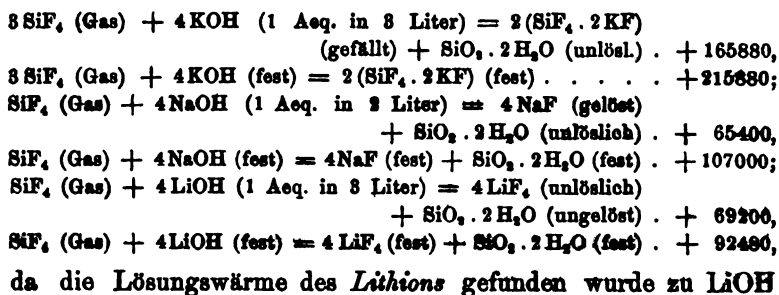 3 SiF₄ (Gas) + 4 KOH (1 Aeq. in 3 Liter) = 2 (SiF₄ . 2 KF)
(gefällt) + SiO₂ . 2 H₂O (unlösl.) . + 165880,
3 SiF₄ (Gas) + 4 KOH (fest) = 2 (SiF₄ . 2 KF) (fest) . . . . . +215880;
SiF₄ (Gas) + 4 NaOH (1 Aeq. in 2 Liter) = 4 NaF (gelöst)
+ SiO₂ . 2 H₂O (unlöslich) . + 65400,
SiF₄ (Gas) + 4 NaOH (fest) = 4 NaF (fest) + SiO₂ . 2 H₂O (fest) . +107000;
SiF₄ (Gas) + 4 LiOH (1 Aeq. in 3 Liter) = 4 LiF₄ (unlöslich)
+ SiO₂ . 2 H₂O (ungelöst) . + 69200,
SiF₄ (Gas) + 4 LiOH (fest) = 4 LiF₄ (fest) + SiO₂ . 2 H₂O (fest) . + 92480,
da die Lösungswärme des Lithions gefunden wurde zu LiOH